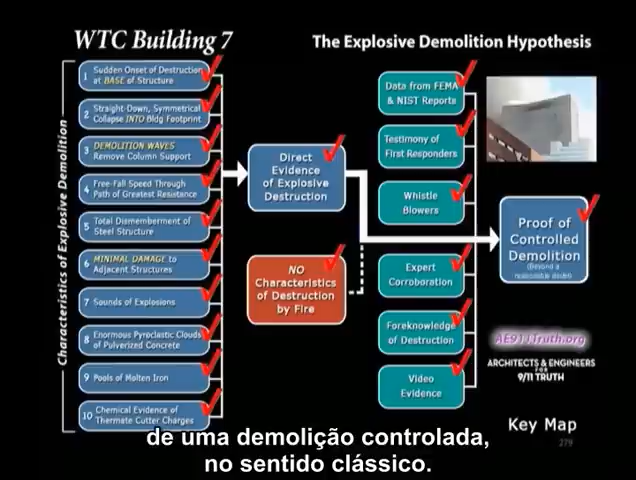 WTC Building 7
The Explosive Demolition Hypothesis
Characteristics of Explosive Demolition
1 Sudden Onset of Destruction
at BASE of Structure
2 Straight-Down, Symmetrical
Collapse INTO Bldg Footprint
3 DEMOLITION WAVES
Remove Column Support
4 Free-Fall Speed Through
Path of Greatest Resistance
5 Total Dismemberment of
Steel Structure
6 MINIMAL DAMAGE to
Adjacent Structures
7 Sounds of Explosions
8 Enormous Pyroclastic Clouds
of Pulverized Concrete
9 Pools of Molten Iron
10 Chemical Evidence of
Thermate Cutter Charges
Direct
Evidence
of Explosive
Destruction
NO
Characteristics
of Destruction
by Fire
Data from FEMA
& NIST Reports
Testimony of
First Responders
Whistle
Blowers
Expert
Corroboration
Foreknowledge
of Destruction
Video
Evidence
Proof of
Controlled
Demolition
(Beyond a
reasonable doubt)
AE911Truth.org
ARCHITECTS & ENGINEERS
FOR
9/11 TRUTH
Key Map
279
de uma demolição controlada,
no sentido clássico.